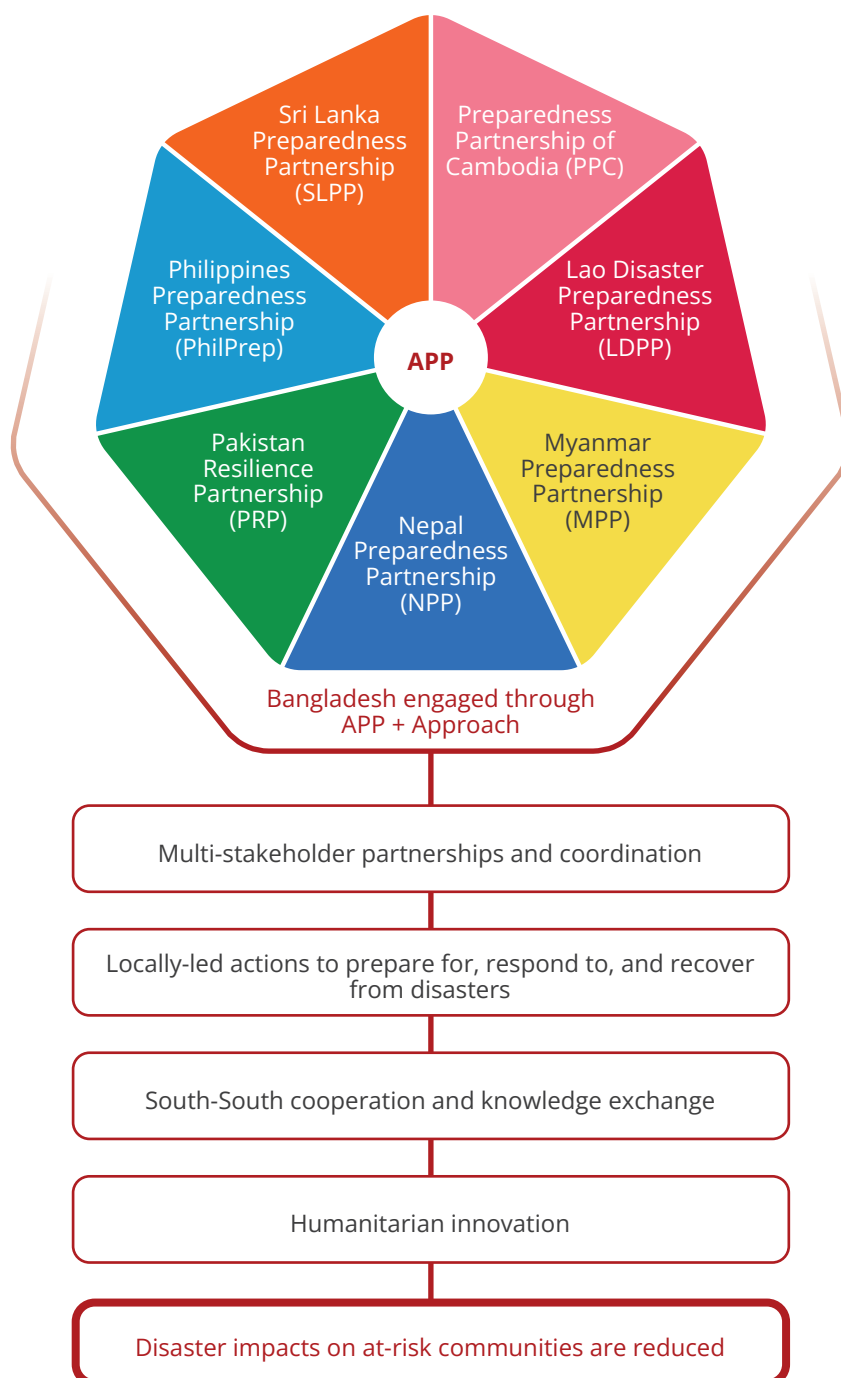 Sri Lanka
Preparedness
Partnership
(SLPP)
Preparedness
Partnership of
Cambodia (PPC)
Philippines
Preparedness
Partnership
(PhilPrep)
Lao Disaster
Preparedness
Partnership
(LDPP)
APP
Pakistan
Resilience
Partnership
(PRP)
Myanmar
Preparedness
Partnership
(MPP)
Nepal
Preparedness
Partnership
(NPP)
Bangladesh engaged through
APP + Approach
Multi-stakeholder partnerships and coordination
Locally-led actions to prepare for, respond to, and recover
from disasters
South-South cooperation and knowledge exchange
Humanitarian innovation
Disaster impacts on at-risk communities are reduced